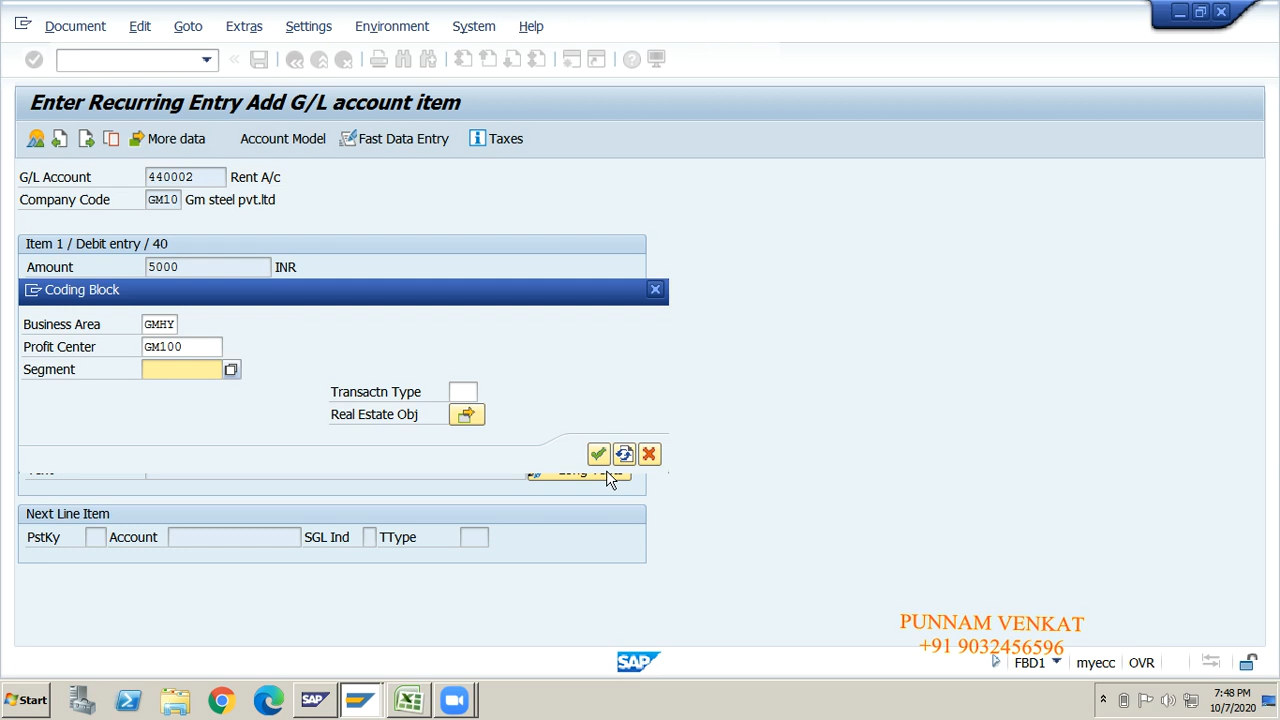 Document Edit Goto Extras Settings Environment System Help
Enter Recurring Entry Add G/L account item
More data Account Model Fast Data Entry Taxes
G/L Account 440002 Rent A/c
Company Code GM10 Gm steel pvt.ltd
Item 1 / Debit entry / 40
Amount 5000 INR
Coding Block
Business Area GMHY
Profit Center GM100
Segment
Transactn Type
Real Estate Obj
Next Line Item
PstKy Account SGL Ind TType
PUNNAM VENKAT
+91 9032456596
SAP FBD1 myecc OVR
Start SAP 7:48 PM
10/7/2020